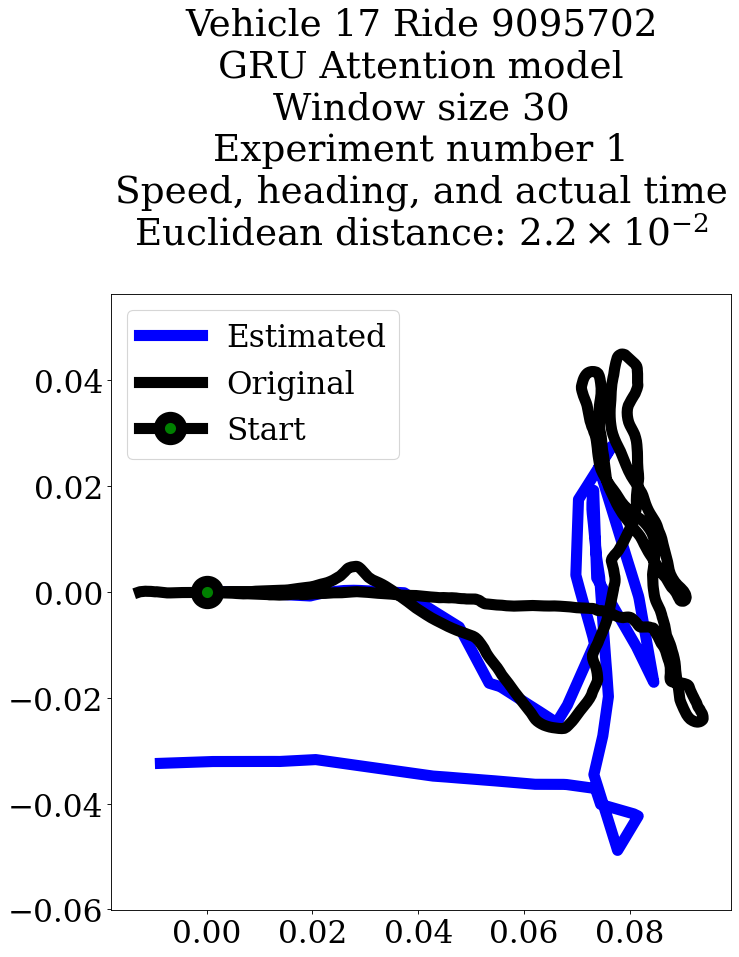 Vehicle 17 Ride 9095702
GRU Attention model
Window size 30
Experiment number 1
Speed, heading, and actual time
Euclidean distance: 2.2 × 10⁻²
Estimated
Original
Start
0.04
0.02
0.00
−0.02
−0.04
−0.06
0.00 0.02 0.04 0.06 0.08